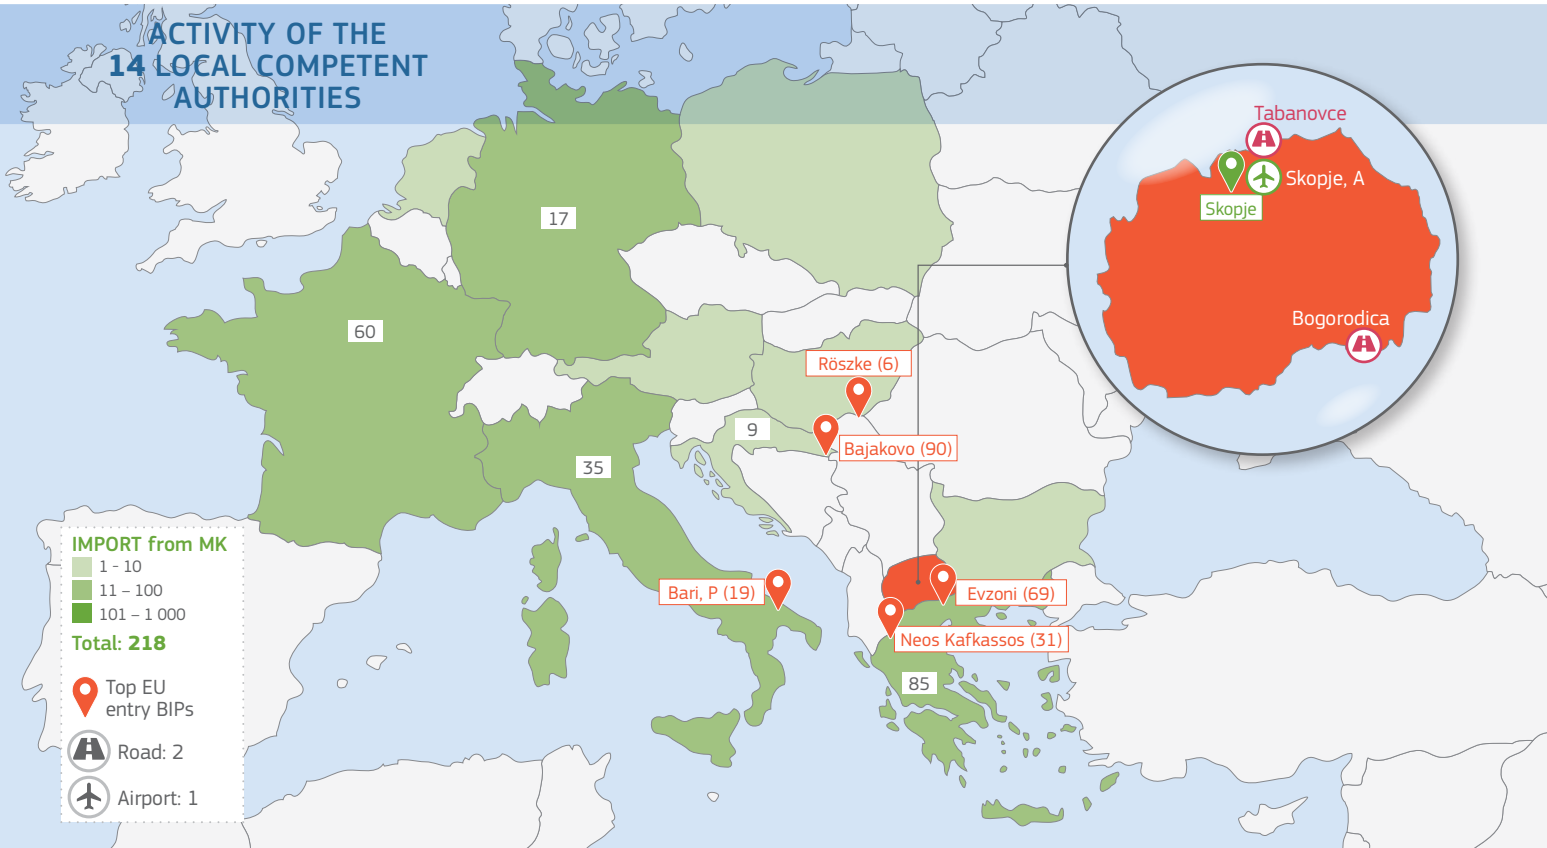 ACTIVITY OF THE
14 LOCAL COMPETENT
AUTHORITIES
Tabanovce
Skopje, A
Skopje
Bogorodica
17
60
Röszke (6)
9
Bajakovo (90)
35
Bari, P (19)
Evzoni (69)
Neos Kafkassos (31)
85
IMPORT from MK
1 - 10
11 – 100
101 – 1 000
Total: 218
Top EU
entry BIPs
Road: 2
Airport: 1